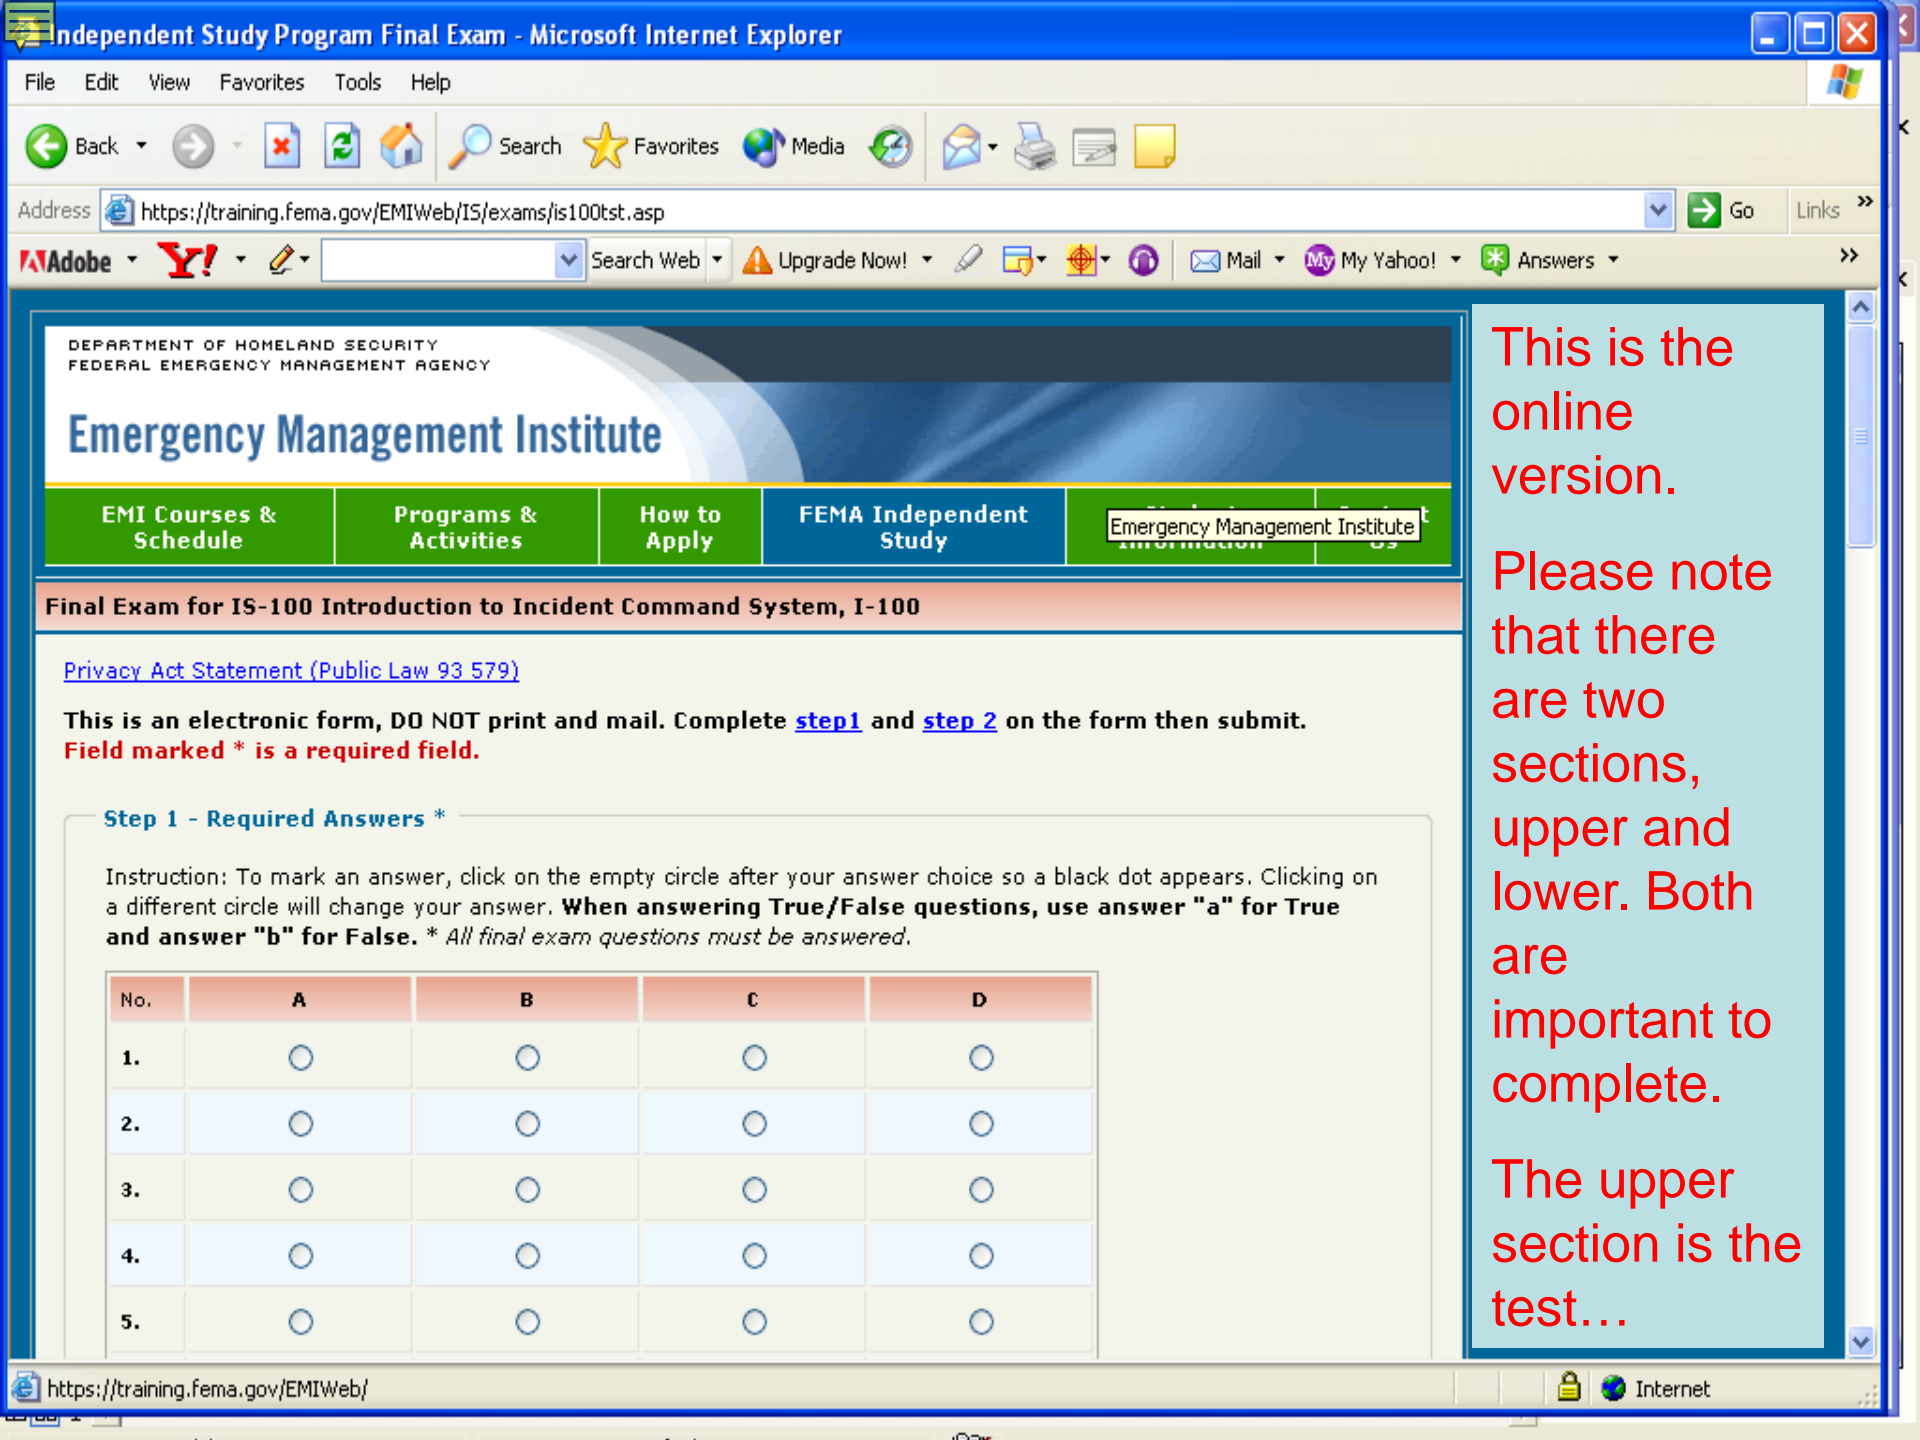 Independent Study Program Final Exam - Microsoft Internet Explorer
File Edit View Favorites Tools Help
Back Search Favorites Media
Address https://training.fema.gov/EMIWeb/IS/exams/is100tst.asp Go Links »
Adobe Y! Search Web Upgrade Now! Mail My My Yahoo! Answers »
DEPARTMENT OF HOMELAND SECURITY
FEDERAL EMERGENCY MANAGEMENT AGENCY
Emergency Management Institute
EMI Courses &
Schedule
Programs &
Activities
How to
Apply
FEMA Independent
Study
Emergency Management Institute
Final Exam for IS-100 Introduction to Incident Command System, I-100
Privacy Act Statement (Public Law 93 579)
This is an electronic form, DO NOT print and mail. Complete step1 and step 2 on the form then submit.
Field marked * is a required field.
Step 1 - Required Answers *
Instruction: To mark an answer, click on the empty circle after your answer choice so a black dot appears. Clicking on
a different circle will change your answer. When answering True/False questions, use answer "a" for True
and answer "b" for False. * All final exam questions must be answered.
No. A B C D
1.
2.
3.
4.
5.
This is the
online
version.
Please note
that there
are two
sections,
upper and
lower. Both
are
important to
complete.
The upper
section is the
test…
https://training.fema.gov/EMIWeb/ Internet